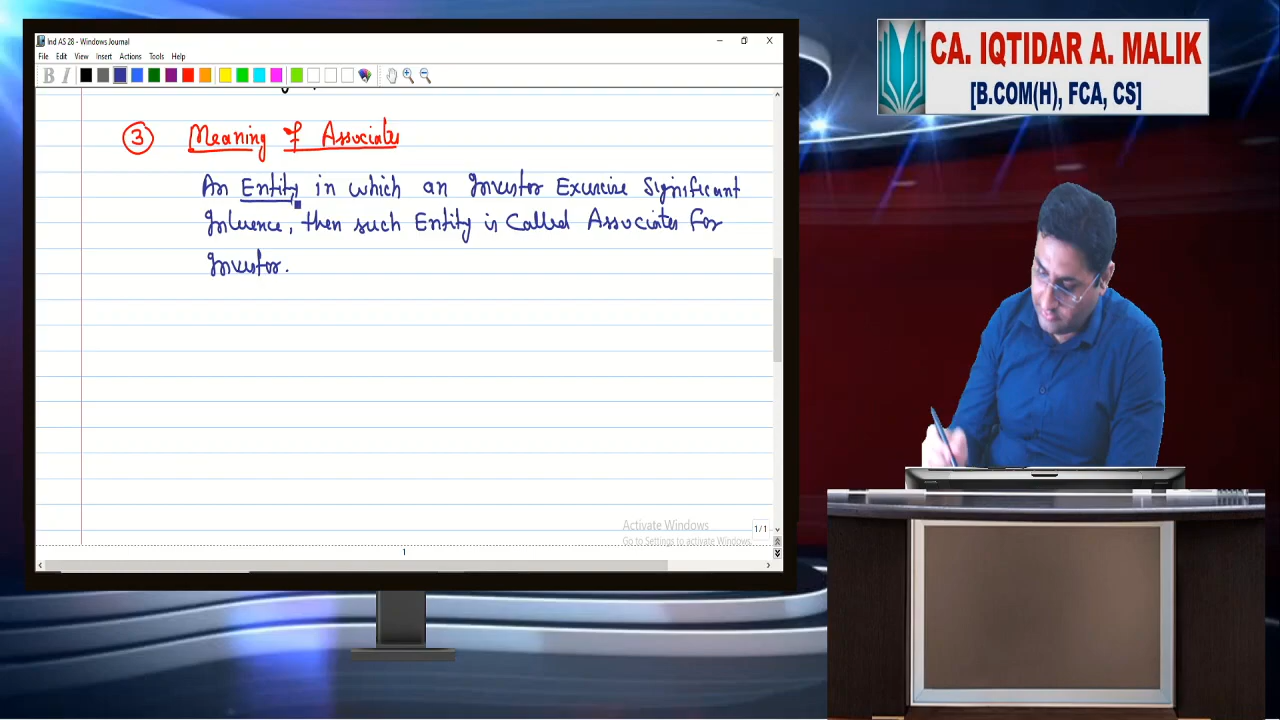 Ind AS 28 - Windows Journal
File Edit View Insert Actions Tools Help
B I
3 Meaning of Associates
An Entity in which an Investor Exercise Significant
Influence, then such Entity is Called Associates For
Investor.
Activate Windows
Go to Settings to activate Windows.
1/1
1
CA. IQTIDAR A. MALIK
[B.COM(H), FCA, CS]